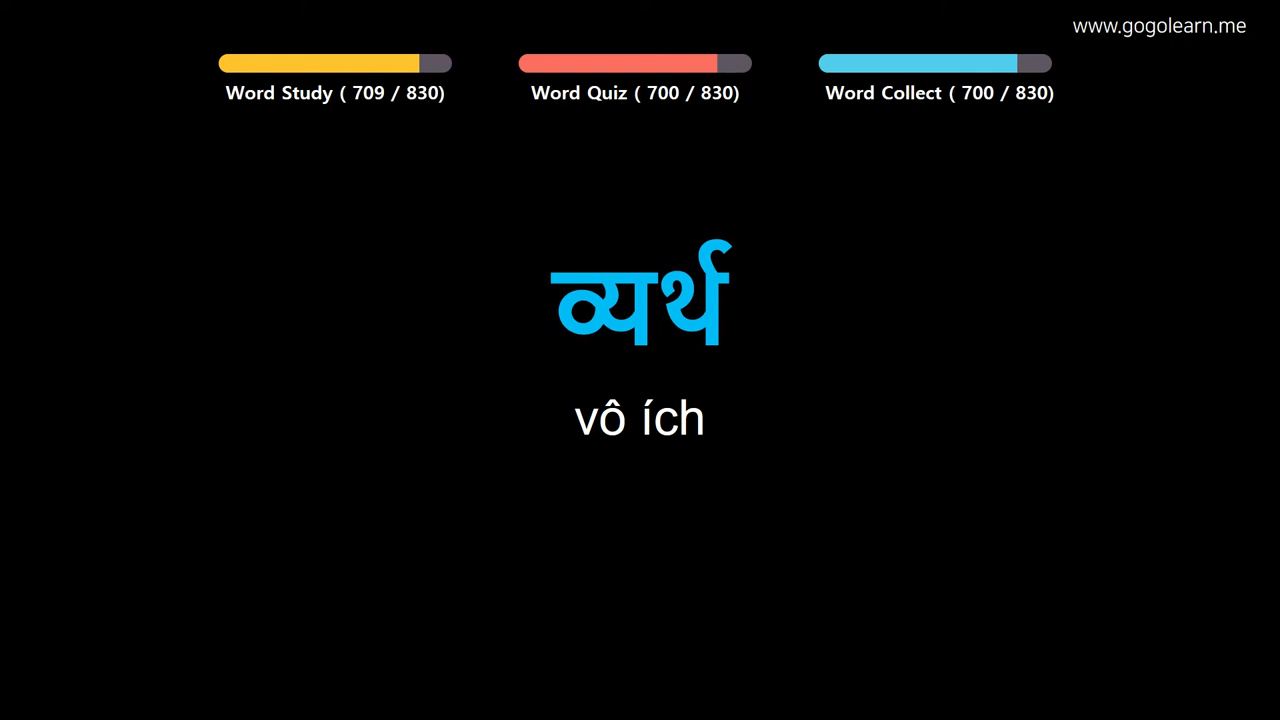 www.gogolearn.me
Word Study ( 709 / 830)
Word Quiz ( 700 / 830)
Word Collect ( 700 / 830)
व्यर्थ
vô ích